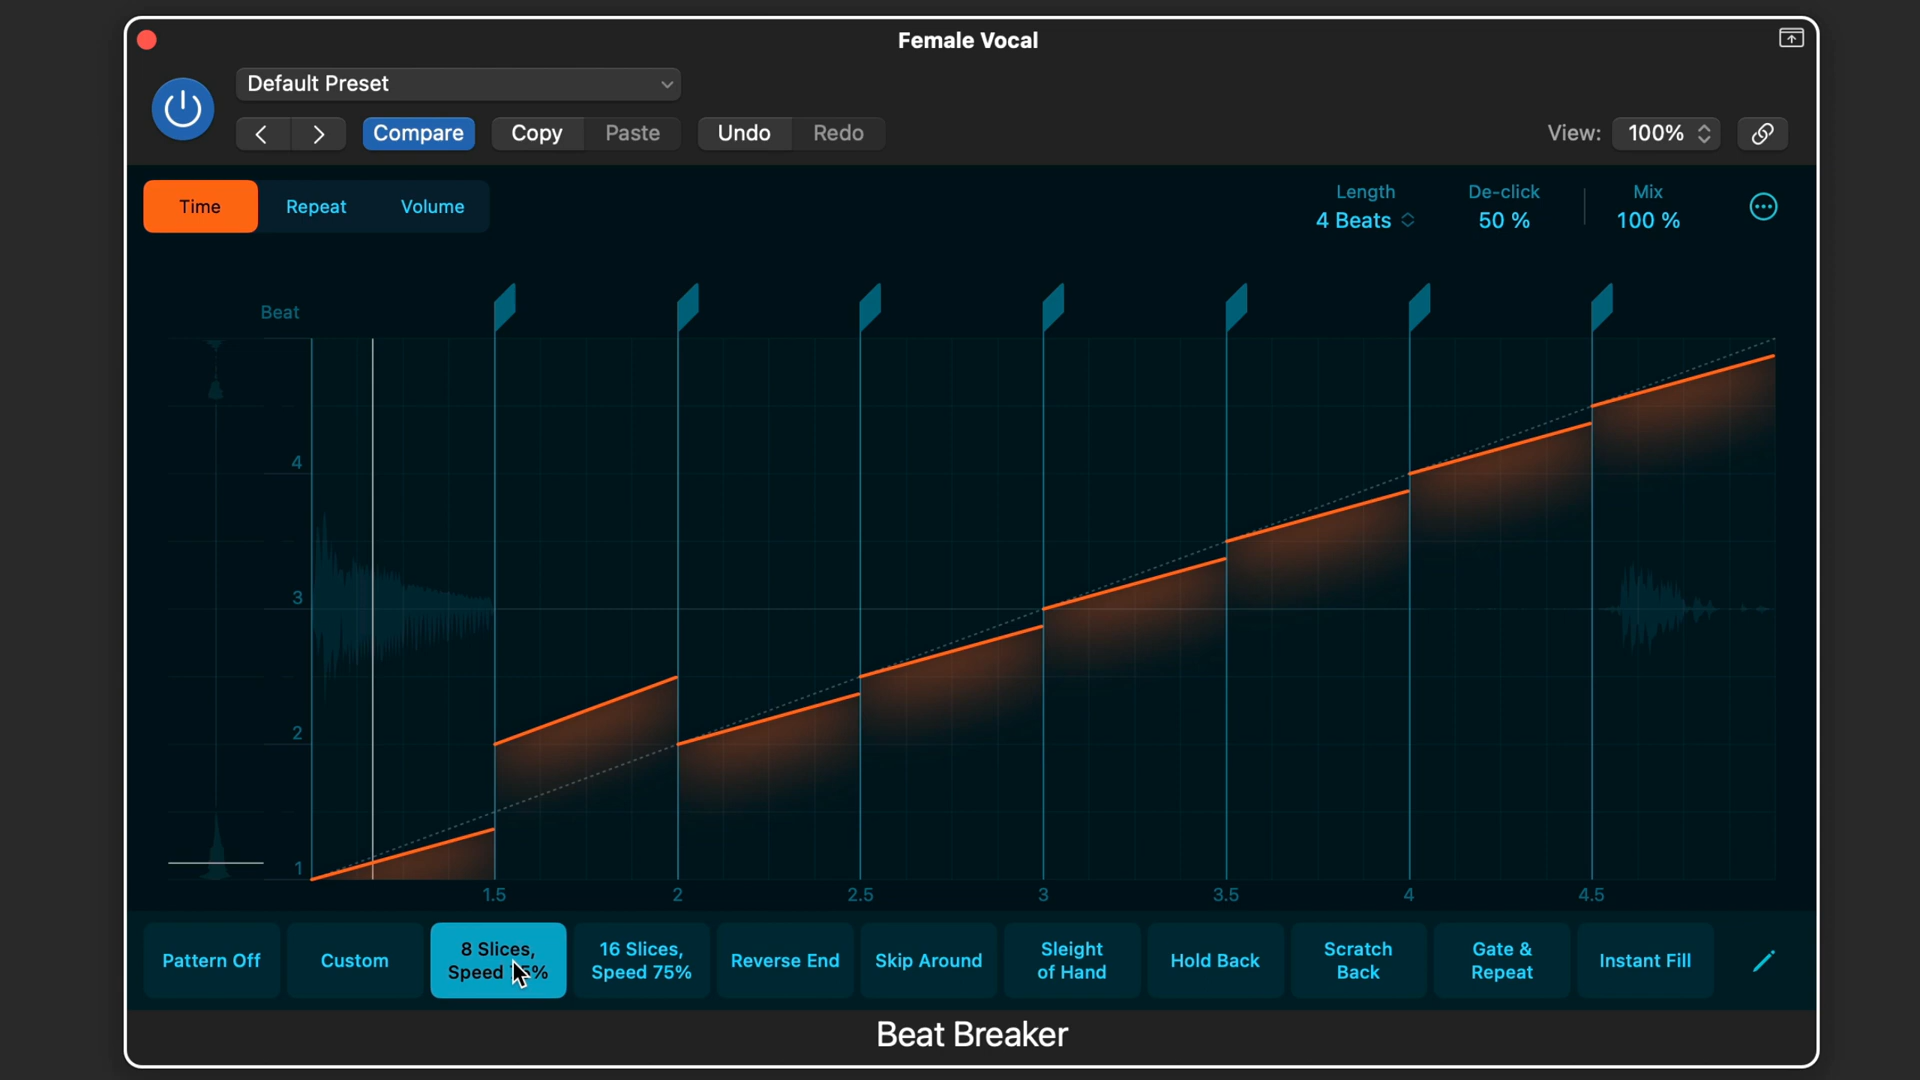 Female Vocal
Default Preset
Compare Copy Paste Undo Redo View: 100%
Time Repeat Volume
Length De-click Mix
4 Beats 50 % 100 %
Beat
4
3
2
1
1.5 2 2.5 3 3.5 4 4.5
Pattern Off
Custom
8 Slices,
Speed %
16 Slices,
Speed 75%
Reverse End
Skip Around
Sleight
of Hand
Hold Back
Scratch
Back
Gate &
Repeat
Instant Fill
Beat Breaker